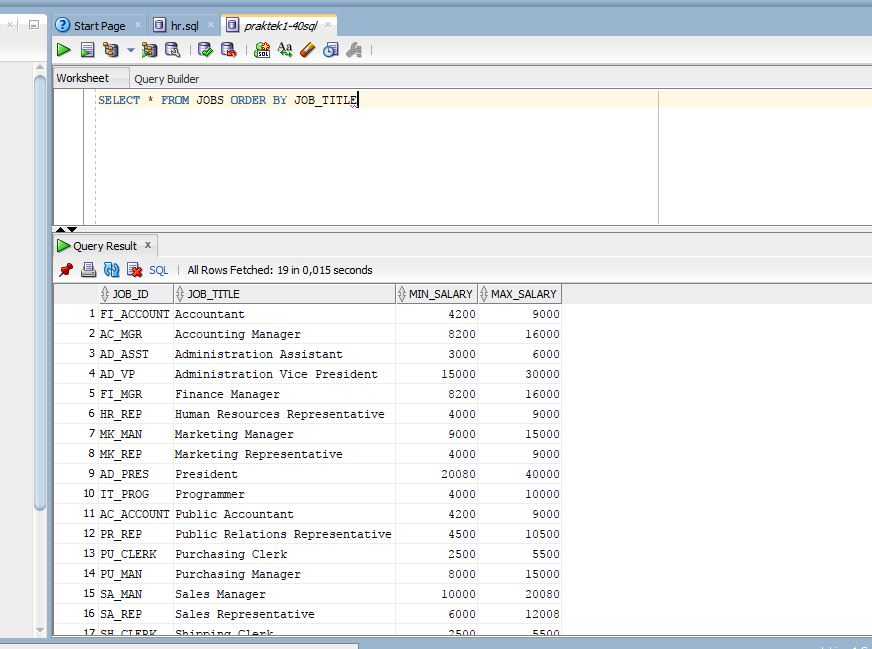 Start Page hr.sql praktek1-40sql
Worksheet Query Builder
SELECT * FROM JOBS ORDER BY JOB_TITLE
Query Result x
SQL | All Rows Fetched: 19 in 0,015 seconds
JOB_ID JOB_TITLE MIN_SALARY MAX_SALARY
1 FI_ACCOUNT Accountant 4200 9000
2 AC_MGR Accounting Manager 8200 16000
3 AD_ASST Administration Assistant 3000 6000
4 AD_VP Administration Vice President 15000 30000
5 FI_MGR Finance Manager 8200 16000
6 HR_REP Human Resources Representative 4000 9000
7 MK_MAN Marketing Manager 9000 15000
8 MK_REP Marketing Representative 4000 9000
9 AD_PRES President 20080 40000
10 IT_PROG Programmer 4000 10000
11 AC_ACCOUNT Public Accountant 4200 9000
12 PR_REP Public Relations Representative 4500 10500
13 PU_CLERK Purchasing Clerk 2500 5500
14 PU_MAN Purchasing Manager 8000 15000
15 SA_MAN Sales Manager 10000 20080
16 SA_REP Sales Representative 6000 12008
17 SH_CLERK Shipping Clerk 2500 5500